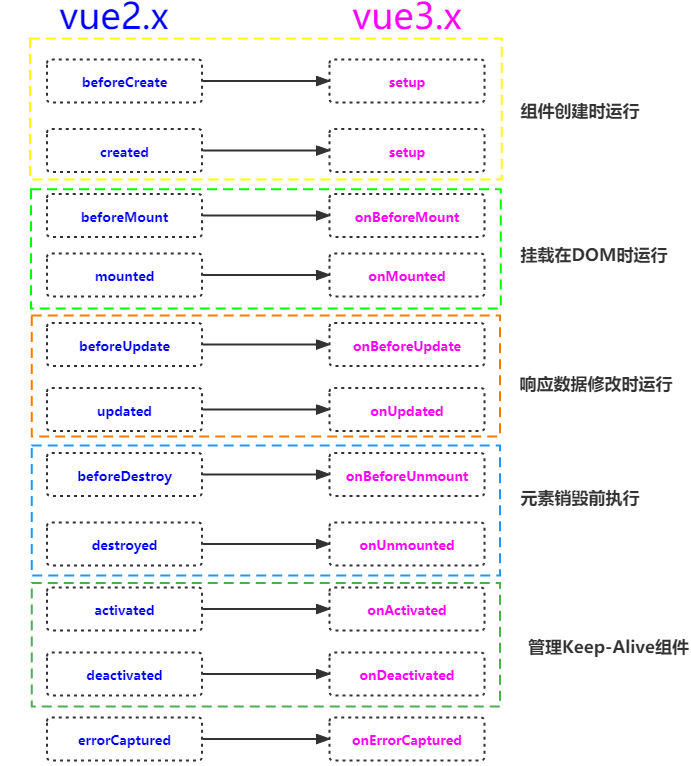 vue2.x vue3.x
beforeCreate setup
组件创建时运行
created setup
beforeMount onBeforeMount
挂载在DOM时运行
mounted onMounted
beforeUpdate onBeforeUpdate
响应数据修改时运行
updated onUpdated
beforeDestroy onBeforeUnmount
元素销毁前执行
destroyed onUnmounted
activated onActivated
管理Keep-Alive组件
deactivated onDeactivated
errorCaptured onErrorCaptured